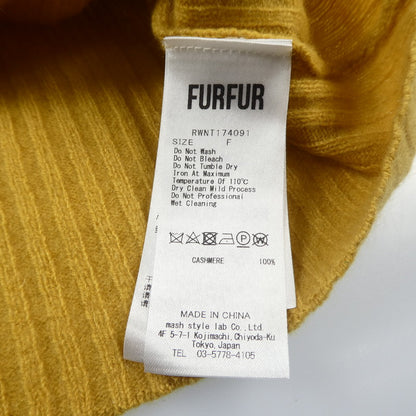 FURFUR
RWNT174091
SIZE F
Do Not Wash
Do Not Bleach
Do Not Tumble Dry
Iron At Maximum
Temperature Of 110℃
Dry Clean Mild Process
Do Not Professional
Wet Cleaning
CASHMERE 100%
MADE IN CHINA
mash style lab Co., Ltd.
4F 5-7-1 Kojimachi, Chiyoda-Ku
Tokyo, Japan
TEL 03-5778-4105